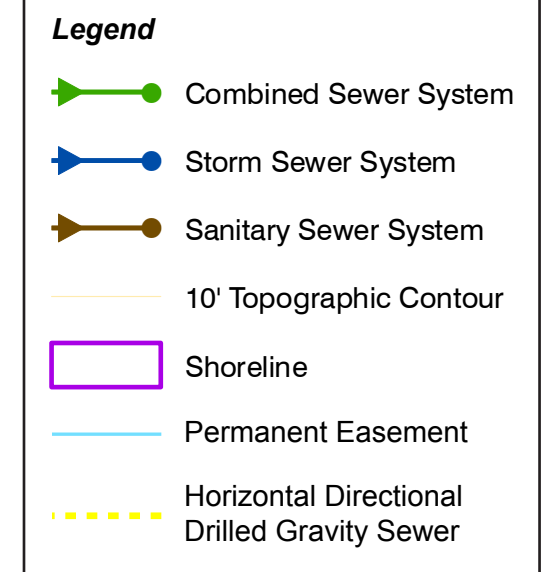 Legend
Combined Sewer System
Storm Sewer System
Sanitary Sewer System
10' Topographic Contour
Shoreline
Permanent Easement
Horizontal Directional
Drilled Gravity Sewer